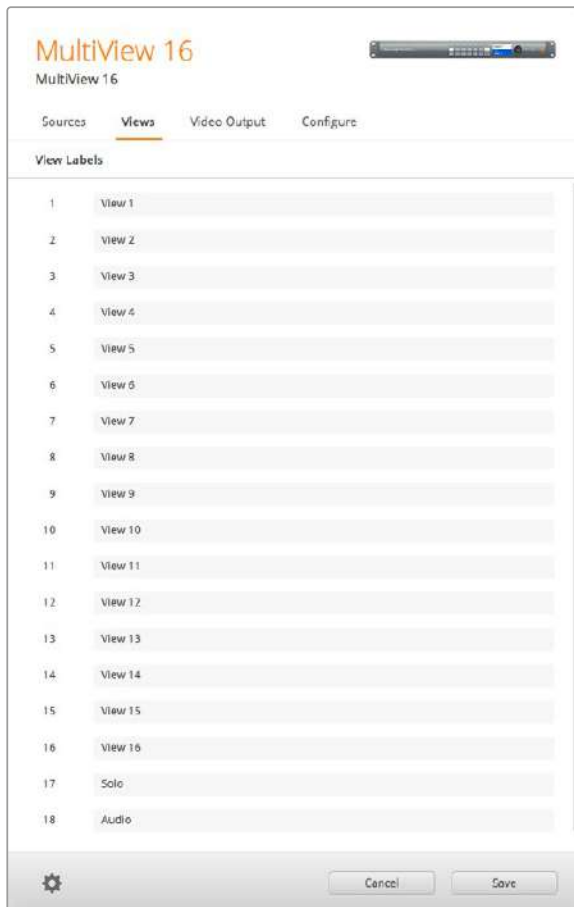 MultiView 16
MultiView 16
Sources Views Video Output Configure
View Labels
1 View 1
2 View 2
3 View 3
4 View 4
5 View 5
6 View 6
7 View 7
8 View 8
9 View 9
10 View 10
11 View 11
12 View 12
13 View 13
14 View 14
15 View 15
16 View 16
17 Solo
18 Audio
Cancel Save